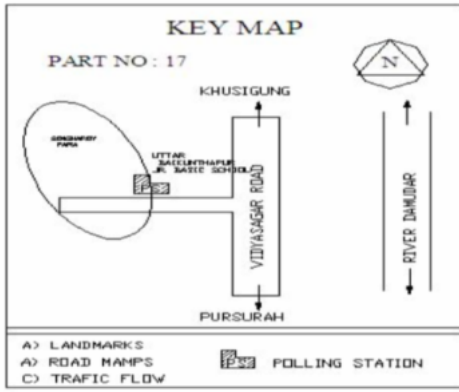 KEY MAP
PART NO : 17
N
KHUSIGUNG
UTTAR
BAIKUNTHAPUR
JR BASIC SCHOOL
P
VIDYASAGAR ROAD
RIVER DAMUDAR
PURSURAH
A) LANDMARKS
A) ROAD MAMPS
C) TRAFIC FLOW
P
POLLING STATION